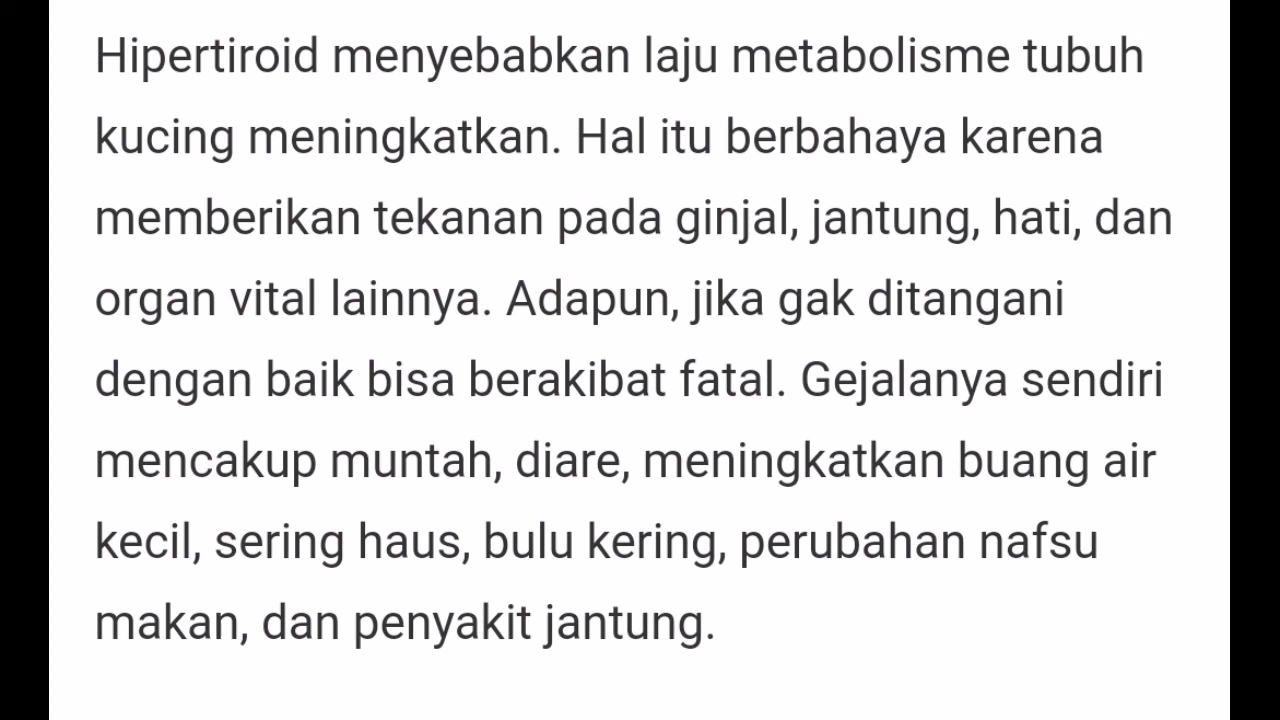 Hipertiroid menyebabkan laju metabolisme tubuh
kucing meningkatkan. Hal itu berbahaya karena
memberikan tekanan pada ginjal, jantung, hati, dan
organ vital lainnya. Adapun, jika gak ditangani
dengan baik bisa berakibat fatal. Gejalanya sendiri
mencakup muntah, diare, meningkatkan buang air
kecil, sering haus, bulu kering, perubahan nafsu
makan, dan penyakit jantung.